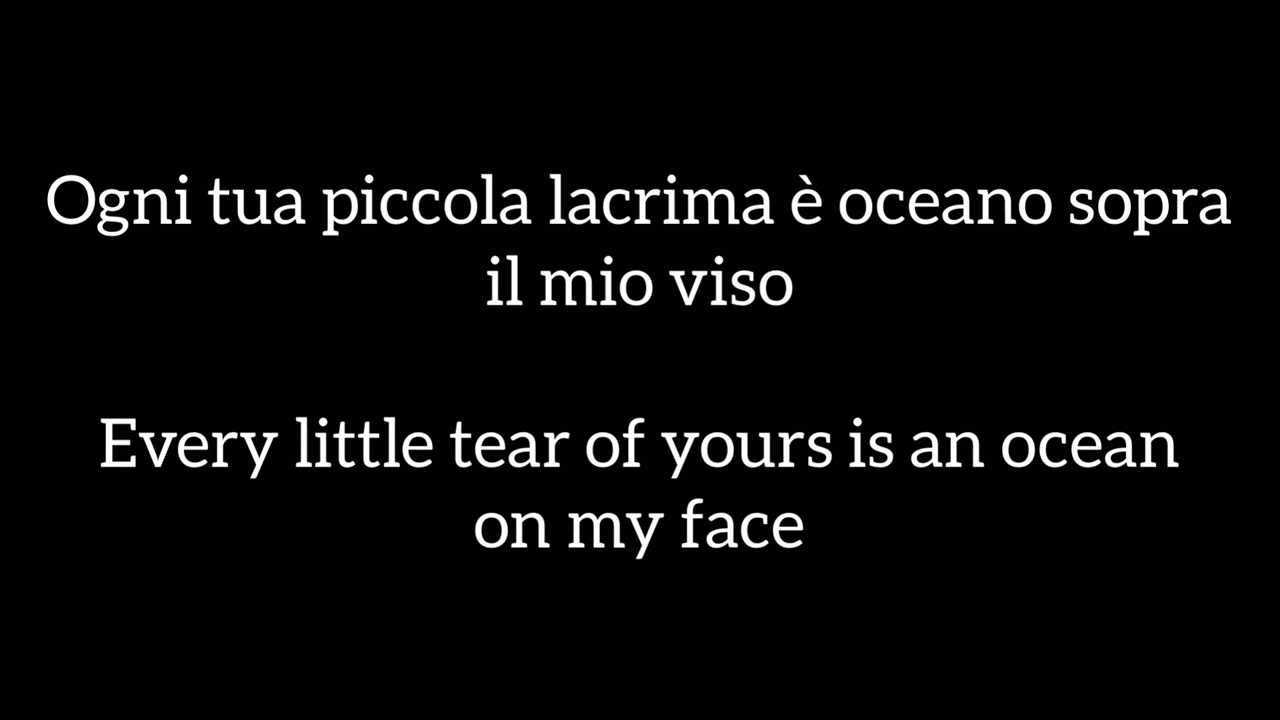 Ogni tua piccola lacrima è oceano sopra
il mio viso
Every little tear of yours is an ocean
on my face